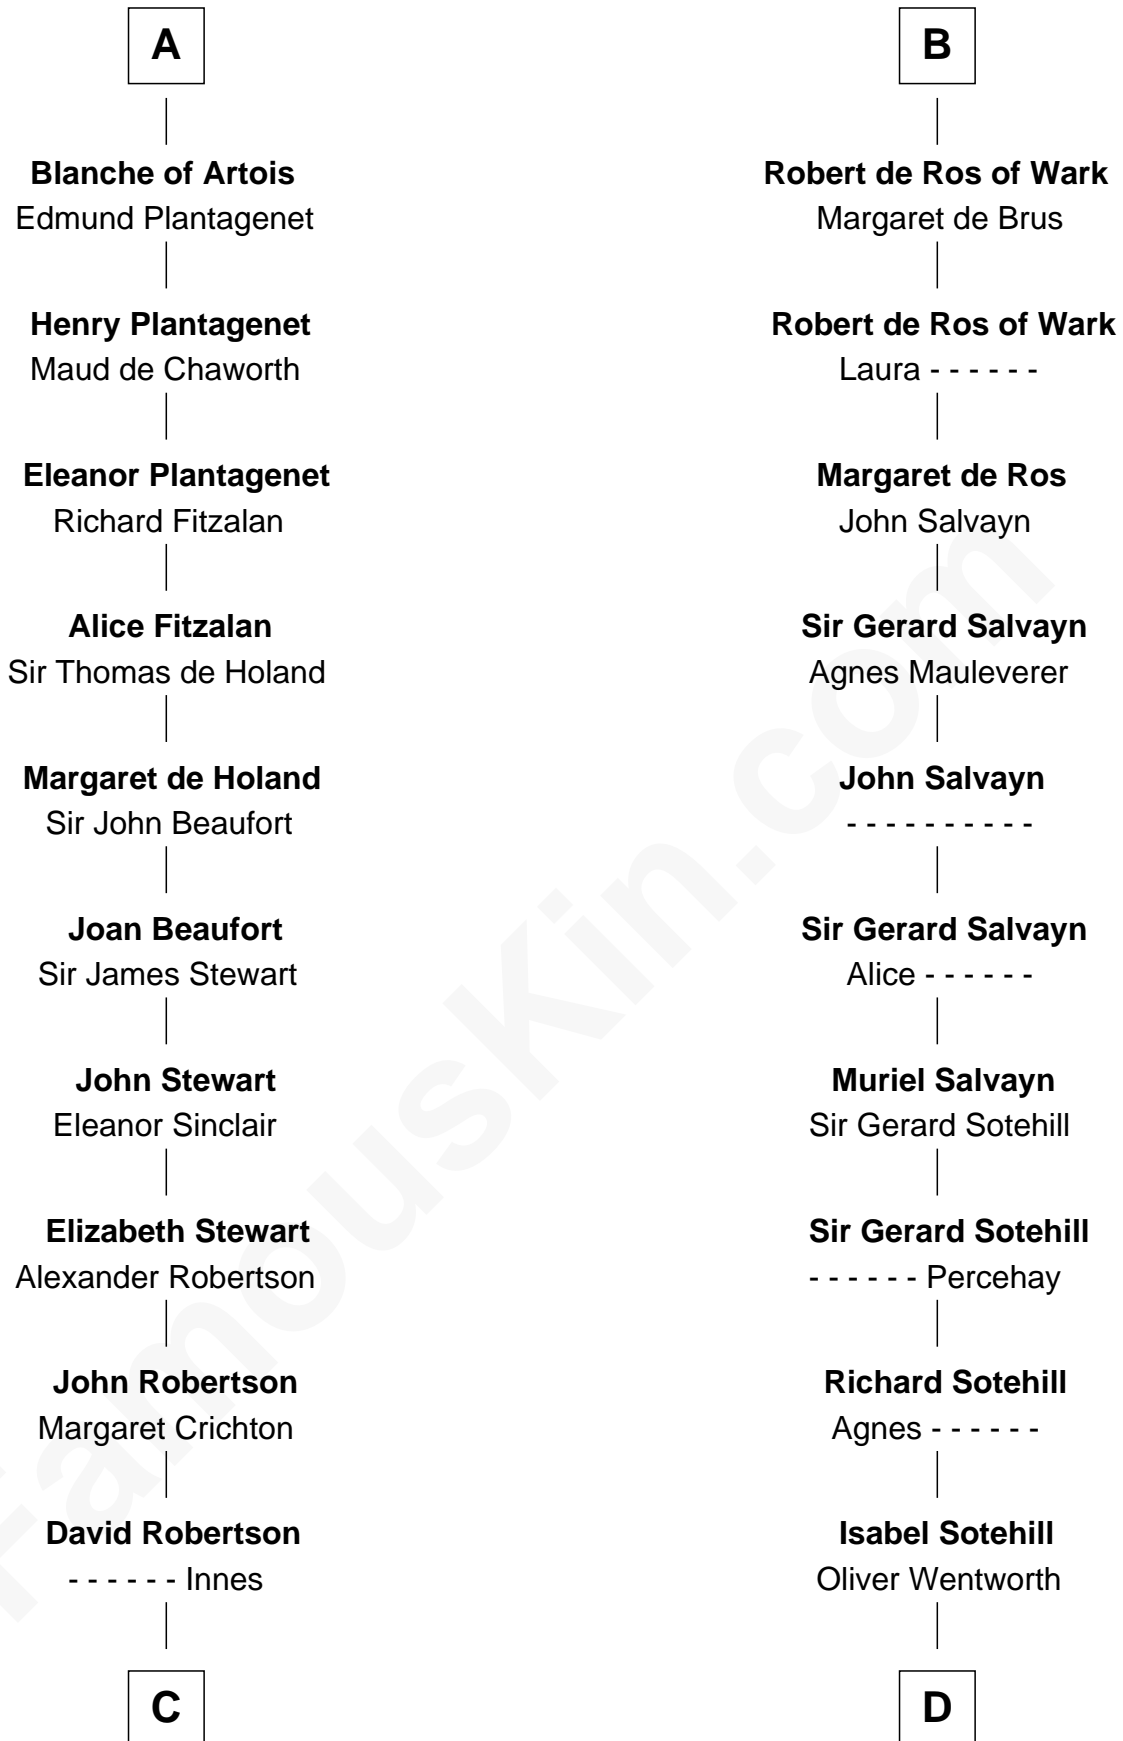 A
Blanche of Artois
Edmund Plantagenet
Henry Plantagenet
Maud de Chaworth
Eleanor Plantagenet
Richard Fitzalan
Alice Fitzalan
Sir Thomas de Holand
Margaret de Holand
Sir John Beaufort
Joan Beaufort
Sir James Stewart
John Stewart
Eleanor Sinclair
Elizabeth Stewart
Alexander Robertson
John Robertson
Margaret Crichton
David Robertson
- - - - - - Innes
C
B
Robert de Ros of Wark
Margaret de Brus
Robert de Ros of Wark
Laura - - - - - -
Margaret de Ros
John Salvayn
Sir Gerard Salvayn
Agnes Mauleverer
John Salvayn
- - - - - - - - - -
Sir Gerard Salvayn
Alice - - - - - -
Muriel Salvayn
Sir Gerard Sotehill
Sir Gerard Sotehill
- - - - - - Percehay
Richard Sotehill
Agnes - - - - - -
Isabel Sotehill
Oliver Wentworth
D
FamousKin.com